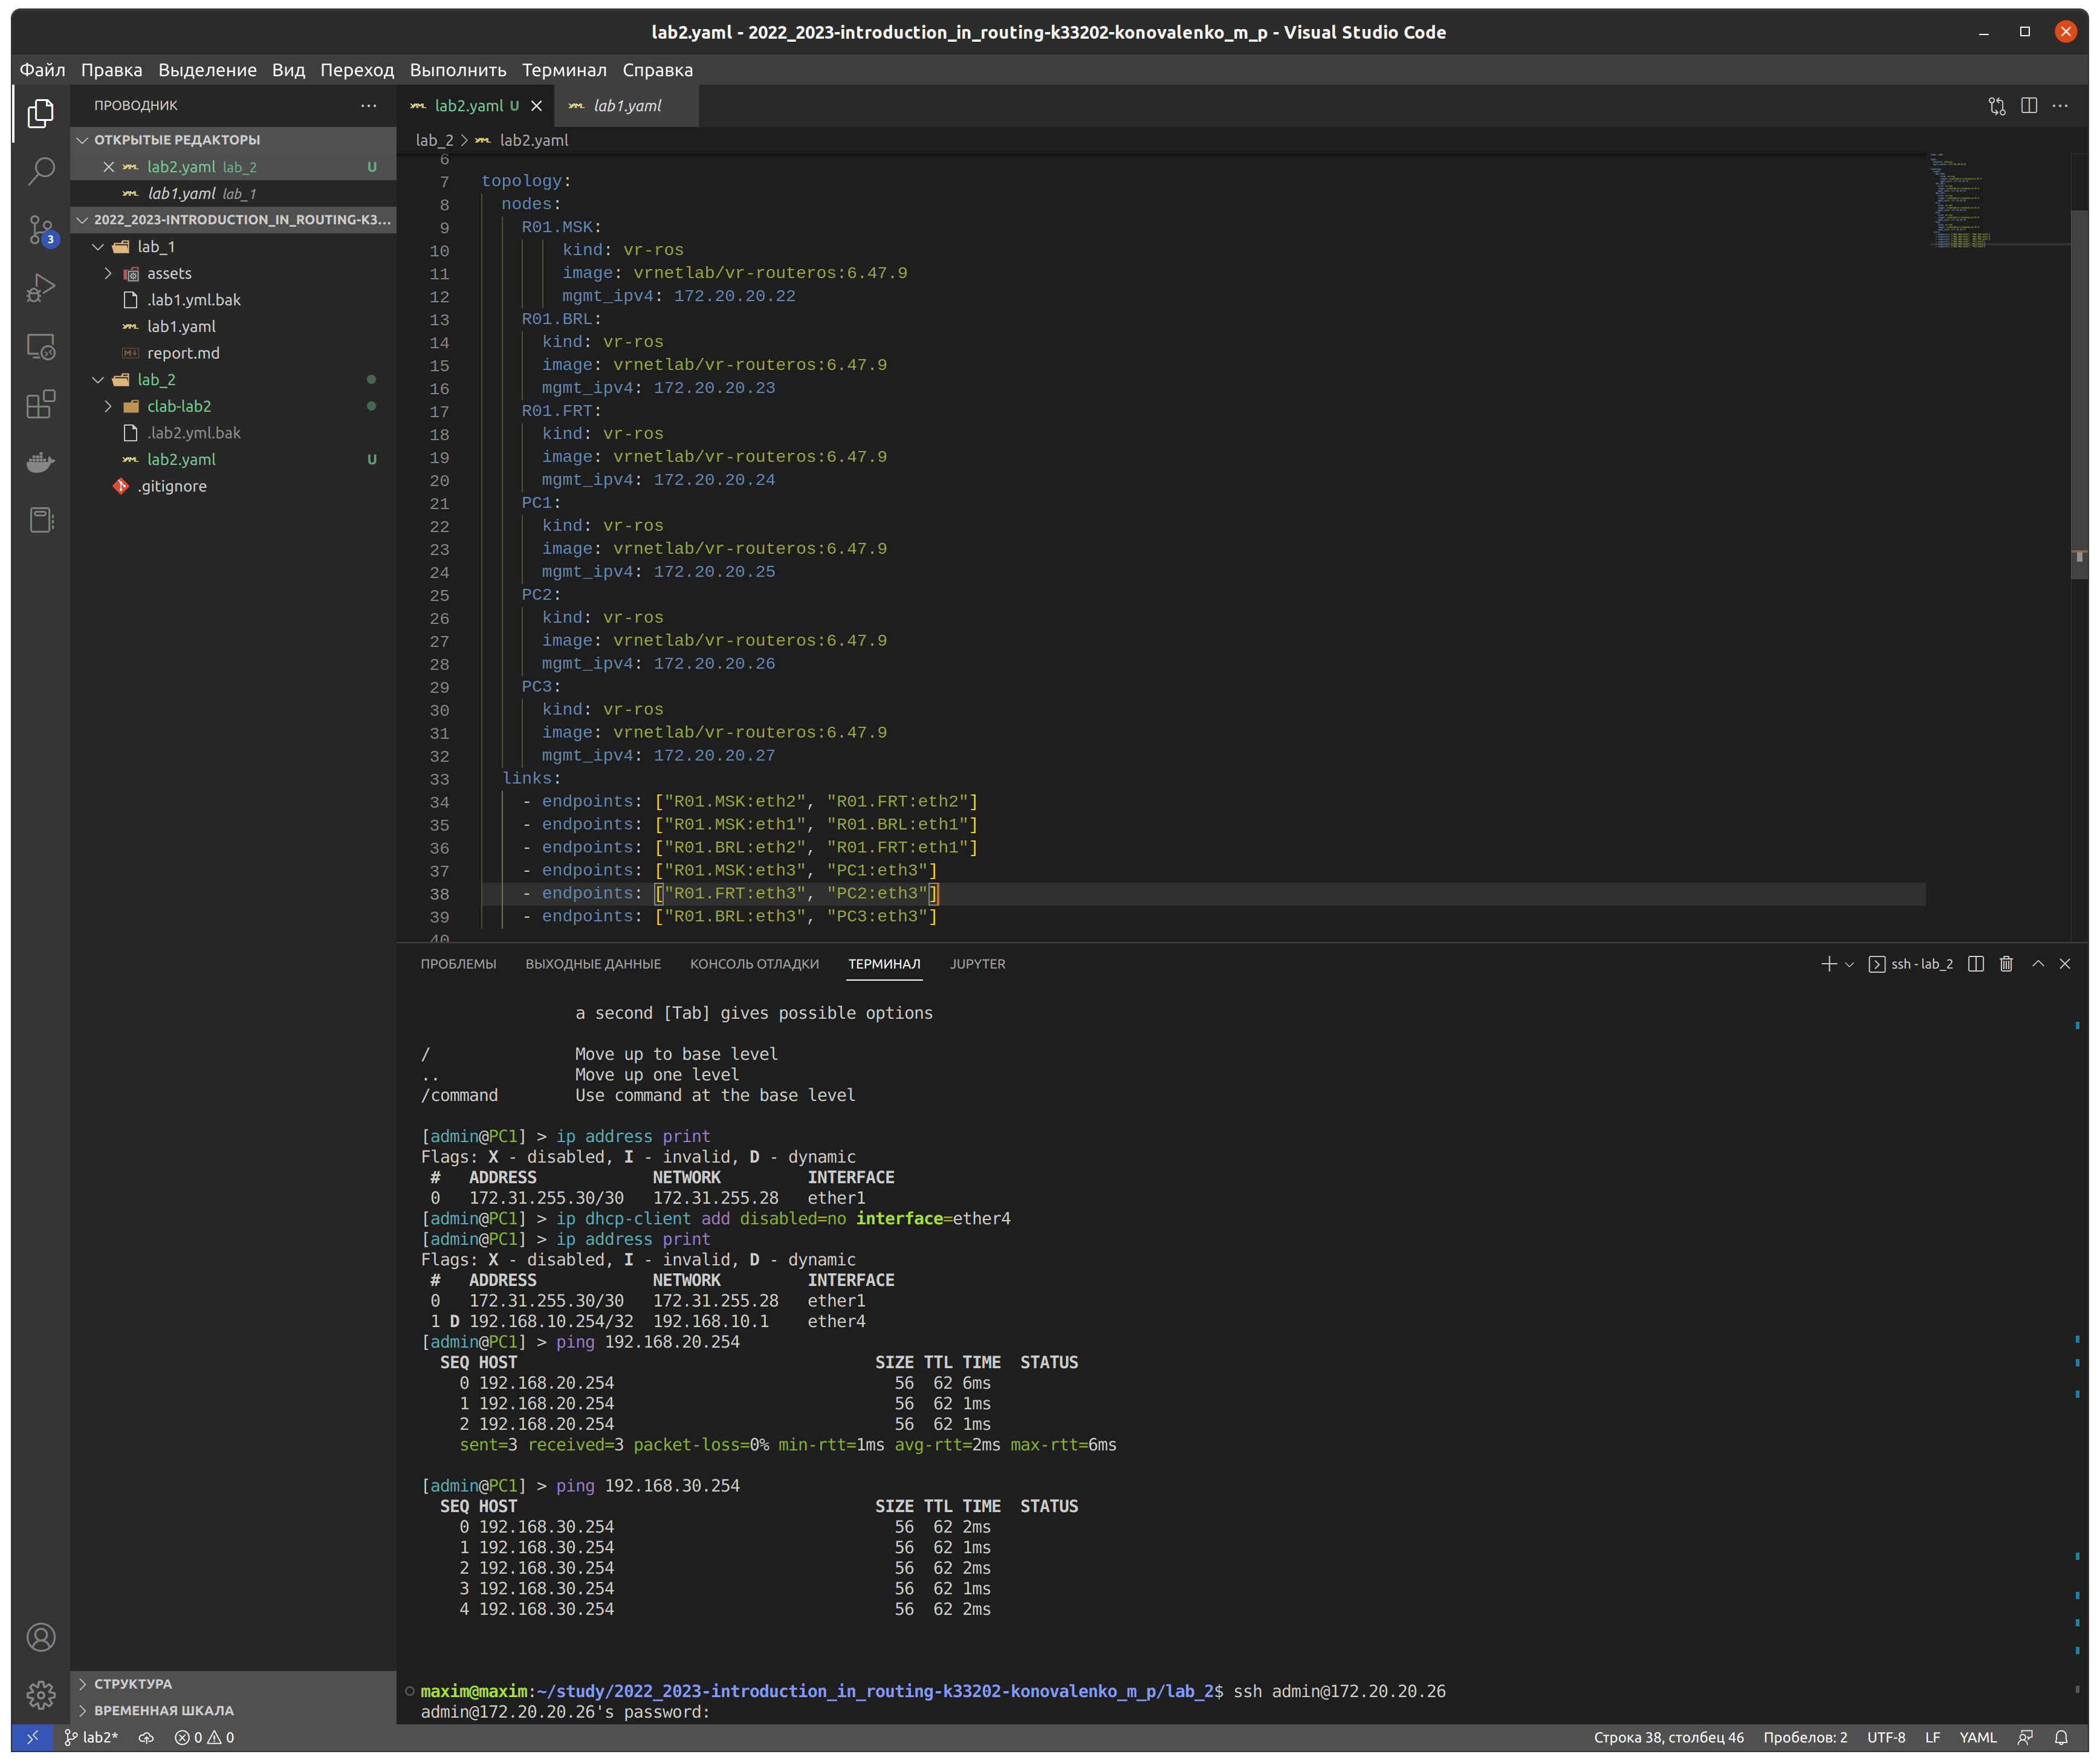 lab2.yaml - 2022_2023-introduction_in_routing-k33202-konovalenko_m_p - Visual Studio Code
Файл Правка Выделение Вид Переход Выполнить Терминал Справка
ПРОВОДНИК
ОТКРЫТЫЕ РЕДАКТОРЫ
lab2.yaml lab_2 U
lab1.yaml lab_1
2022_2023-INTRODUCTION_IN_ROUTING-K3...
lab_1
assets
.lab1.yml.bak
lab1.yaml
report.md
lab_2
clab-lab2
.lab2.yml.bak
lab2.yaml U
.gitignore
3
СТРУКТУРА
ВРЕМЕННАЯ ШКАЛА
lab2.yaml U lab1.yaml
lab_2 > lab2.yaml
6
7 topology:
8 nodes:
9 R01.MSK:
10 kind: vr-ros
11 image: vrnetlab/vr-routeros:6.47.9
12 mgmt_ipv4: 172.20.20.22
13 R01.BRL:
14 kind: vr-ros
15 image: vrnetlab/vr-routeros:6.47.9
16 mgmt_ipv4: 172.20.20.23
17 R01.FRT:
18 kind: vr-ros
19 image: vrnetlab/vr-routeros:6.47.9
20 mgmt_ipv4: 172.20.20.24
21 PC1:
22 kind: vr-ros
23 image: vrnetlab/vr-routeros:6.47.9
24 mgmt_ipv4: 172.20.20.25
25 PC2:
26 kind: vr-ros
27 image: vrnetlab/vr-routeros:6.47.9
28 mgmt_ipv4: 172.20.20.26
29 PC3:
30 kind: vr-ros
31 image: vrnetlab/vr-routeros:6.47.9
32 mgmt_ipv4: 172.20.20.27
33 links:
34 - endpoints: ["R01.MSK:eth2", "R01.FRT:eth2"]
35 - endpoints: ["R01.MSK:eth1", "R01.BRL:eth1"]
36 - endpoints: ["R01.BRL:eth2", "R01.FRT:eth1"]
37 - endpoints: ["R01.MSK:eth3", "PC1:eth3"]
38 - endpoints: ["R01.FRT:eth3", "PC2:eth3"]
39 - endpoints: ["R01.BRL:eth3", "PC3:eth3"]
40
ПРОБЛЕМЫ ВЫХОДНЫЕ ДАННЫЕ КОНСОЛЬ ОТЛАДКИ ТЕРМИНАЛ JUPYTER
ssh - lab_2
a second [Tab] gives possible options
/ Move up to base level
.. Move up one level
/command Use command at the base level
[admin@PC1] > ip address print
Flags: X - disabled, I - invalid, D - dynamic
# ADDRESS NETWORK INTERFACE
0 172.31.255.30/30 172.31.255.28 ether1
[admin@PC1] > ip dhcp-client add disabled=no interface=ether4
[admin@PC1] > ip address print
Flags: X - disabled, I - invalid, D - dynamic
# ADDRESS NETWORK INTERFACE
0 172.31.255.30/30 172.31.255.28 ether1
1 D 192.168.10.254/32 192.168.10.1 ether4
[admin@PC1] > ping 192.168.20.254
SEQ HOST SIZE TTL TIME STATUS
0 192.168.20.254 56 62 6ms
1 192.168.20.254 56 62 1ms
2 192.168.20.254 56 62 1ms
sent=3 received=3 packet-loss=0% min-rtt=1ms avg-rtt=2ms max-rtt=6ms
[admin@PC1] > ping 192.168.30.254
SEQ HOST SIZE TTL TIME STATUS
0 192.168.30.254 56 62 2ms
1 192.168.30.254 56 62 1ms
2 192.168.30.254 56 62 2ms
3 192.168.30.254 56 62 1ms
4 192.168.30.254 56 62 2ms
maxim@maxim:~/study/2022_2023-introduction_in_routing-k33202-konovalenko_m_p/lab_2$ ssh admin@172.20.20.26
admin@172.20.20.26's password:
lab2* 0 0 Строка 38, столбец 46 Пробелов: 2 UTF-8 LF YAML